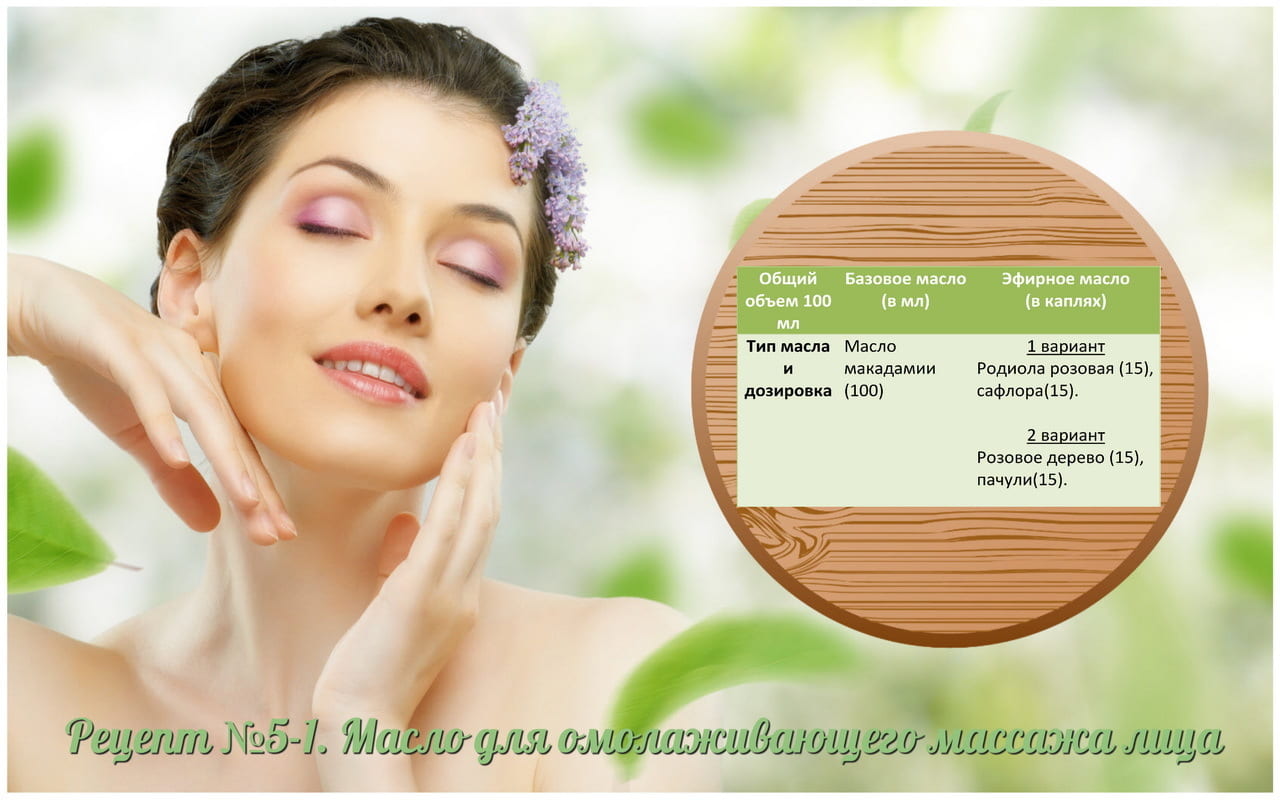 Общий
объем 100
мл
Базовое масло
(в мл)
Эфирное масло
(в каплях)
Тип масла
и
дозировка
Масло
макадамии
(100)
1 вариант
Родиола розовая (15),
сафлора(15).
2 вариант
Розовое дерево (15),
пачули(15).
Рецепт №5-1. Масло для омолаживающего массажа лица